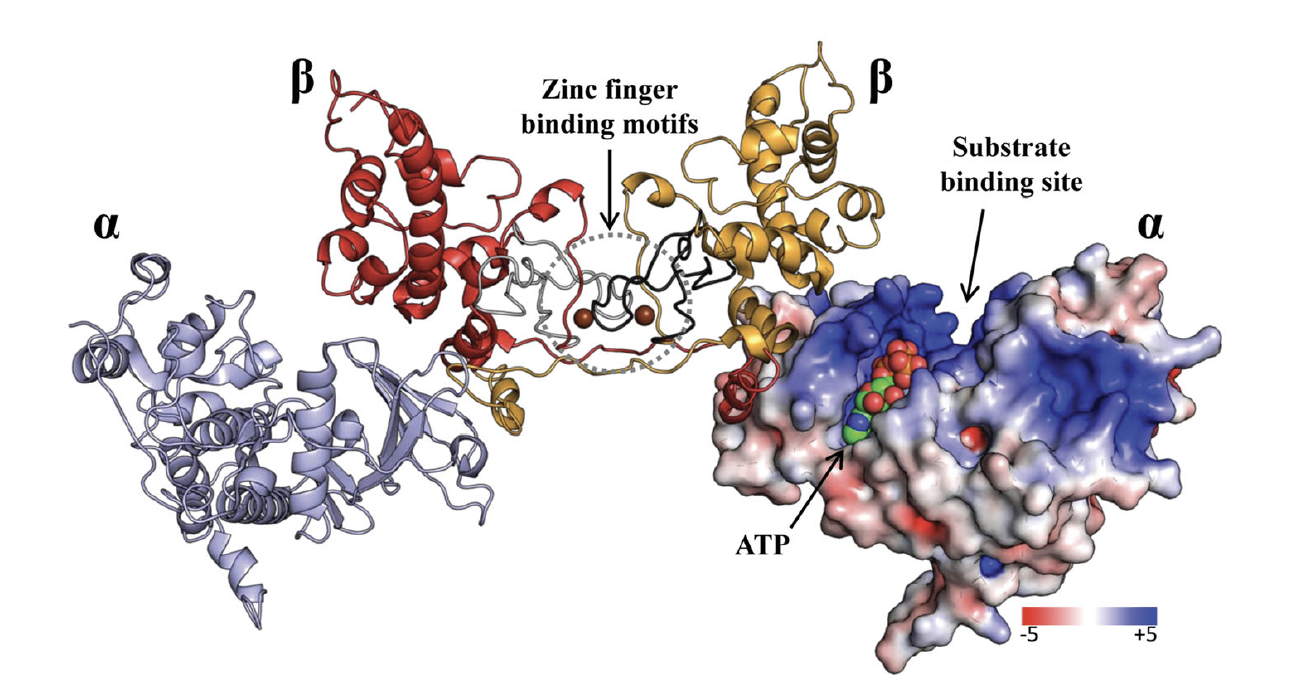 β
Zinc finger
binding motifs
β
Substrate
binding site
α
α
ATP
-5
+5